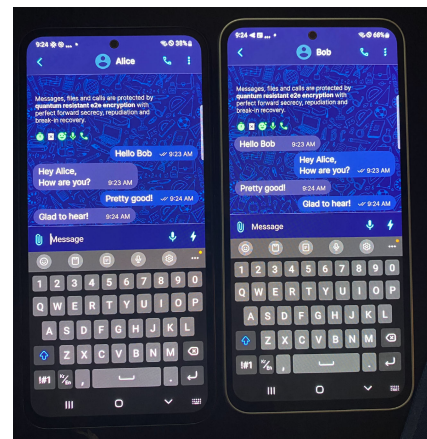 9:24
38%
Alice
Messages, files and calls are protected by
quantum resistant e2e encryption with
perfect forward secrecy, repudiation and
break-in recovery.
Hello Bob 9:23 AM
Hey Alice,
How are you? 9:23 AM
Pretty good! 9:24 AM
Glad to hear! 9:24 AM
Message
1 2 3 4 5 6 7 8 9 0
Q W E R T Y U I O P
A S D F G H J K L
Z X C V B N M
!#1 , .
9:24
66%
Bob
Messages, files and calls are protected by
quantum resistant e2e encryption with
perfect forward secrecy, repudiation and
break-in recovery.
Hello Bob 9:23 AM
Hey Alice,
How are you? 9:23 AM
Pretty good! 9:24 AM
Glad to hear! 9:24 AM
Message
1 2 3 4 5 6 7 8 9 0
Q W E R T Y U I O P
A S D F G H J K L
Z X C V B N M
!#1 , .